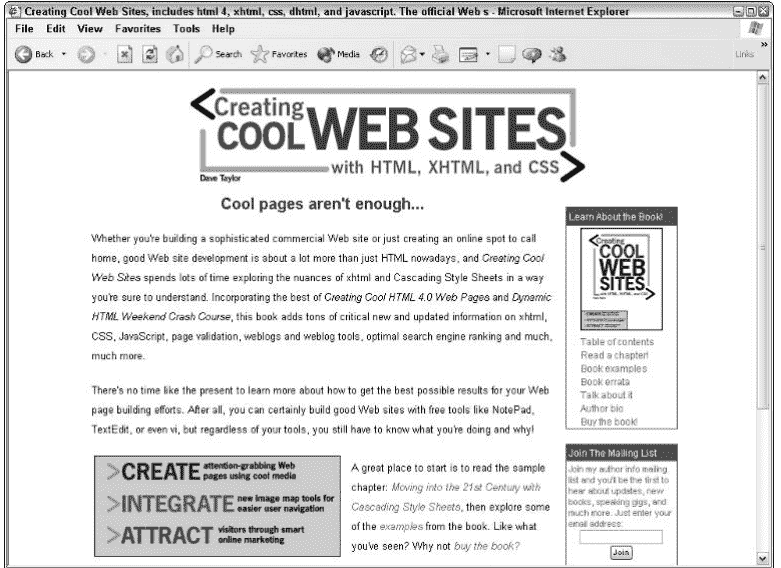 Creating Cool Web Sites, includes html 4, xhtml, css, dhtml, and javascript. The official Web s - Microsoft Internet Explorer
File Edit View Favorites Tools Help
Back Search Favorites Media Links
Creating
COOL WEB SITES
with HTML, XHTML, and CSS
Dave Taylor
Cool pages aren't enough...
Whether you're building a sophisticated commercial Web site or just creating an online spot to call
home, good Web site development is about a lot more than just HTML nowadays, and Creating Cool
Web Sites spends lots of time exploring the nuances of xhtml and Cascading Style Sheets in a way
you're sure to understand. Incorporating the best of Creating Cool HTML 4.0 Web Pages and Dynamic
HTML Weekend Crash Course, this book adds tons of critical new and updated information on xhtml,
CSS, JavaScript, page validation, weblogs and weblog tools, optimal search engine ranking and much,
much more.
There's no time like the present to learn more about how to get the best possible results for your Web
page building efforts. After all, you can certainly build good Web sites with free tools like NotePad,
TextEdit, or even vi, but regardless of your tools, you still have to know what you're doing and why!
>CREATE attention-grabbing Web
pages using cool media
>INTEGRATE new image map tools for
easier user navigation
>ATTRACT visitors through smart
online marketing
A great place to start is to read the sample
chapter: Moving into the 21st Century with
Cascading Style Sheets, then explore some
of the examples from the book. Like what
you've seen? Why not buy the book?
Learn About the Book!
Creating
COOL
WEB
SITES
Table of contents
Read a chapter!
Book examples
Book errata
Talk about it
Author bio
Buy the book!
Join The Mailing List
Join my author info mailing
list and you'll be the first to
hear about updates, new
books, speaking gigs, and
much more. Just enter your
email address:
Join